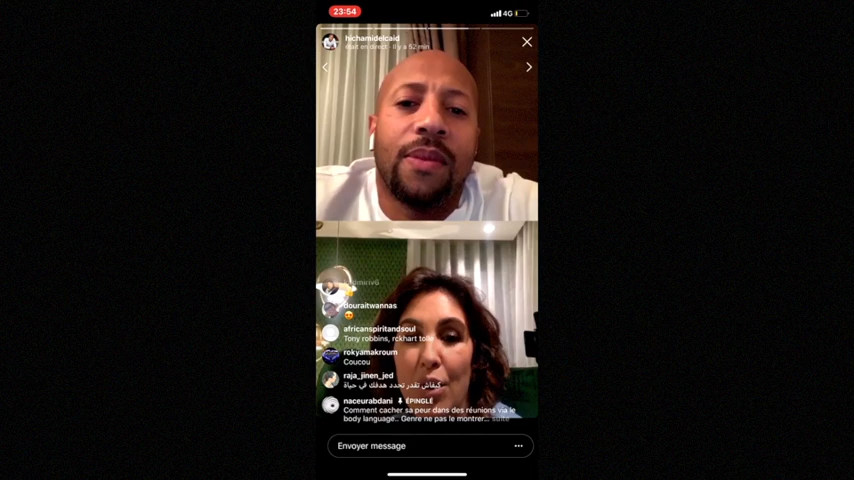 23:54
4G
hichamidelcaid
était en direct · il y a 52 min
douraitwannas
africanspiritandsoul
Tony robbins, rckhart tolle
rokyamakroum
Coucou
raja_jinen_jed
كيفاش تقدر تحدد هدفك في حياة
naceurabdani ÉPINGLÉ
Comment cacher sa peur dans des réunions via le
body language.. Genre ne pas le montrer... suite
Envoyer message